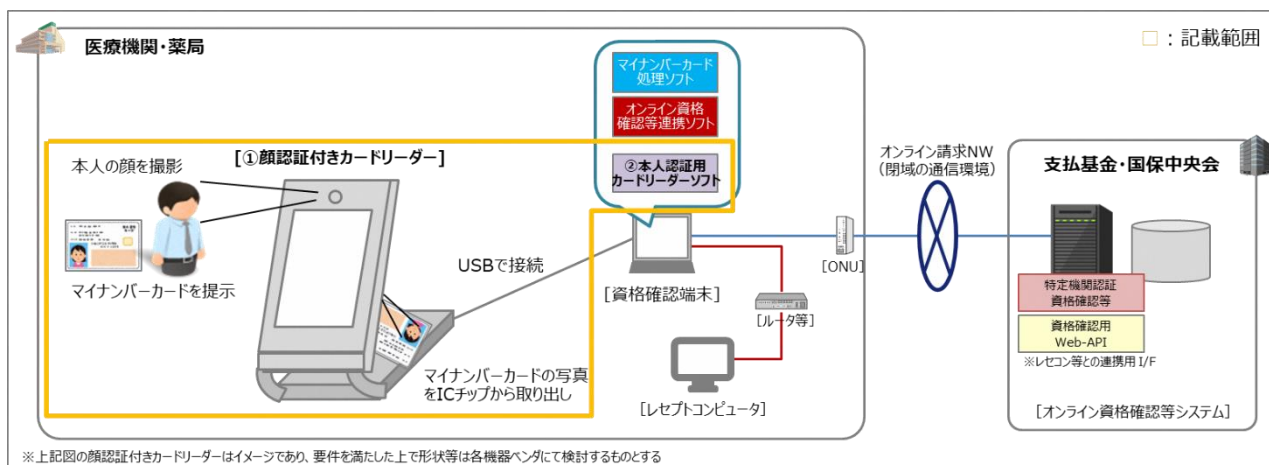 医療機関・薬局
□:記載範囲
マイナンバーカード
処理ソフト
オンライン資格
確認等連携ソフト
②本人認証用
カードリーダーソフト
本人の顔を撮影
[①顔認証付きカードリーダー]
マイナンバーカードを提示
USBで接続
マイナンバーカードの写真
をICチップから取り出し
[資格確認端末]
[ルータ等]
[レセプトコンピュータ]
[ONU]
オンライン請求NW
(閉域の通信環境)
支払基金・国保中央会
特定機関認証
資格確認等
資格確認用
Web-API
※レセコン等との連携用 I/F
[オンライン資格確認等システム]
※上記図の顔認証付きカードリーダーはイメージであり、要件を満たした上で形状等は各機器ベンダにて検討するものとする